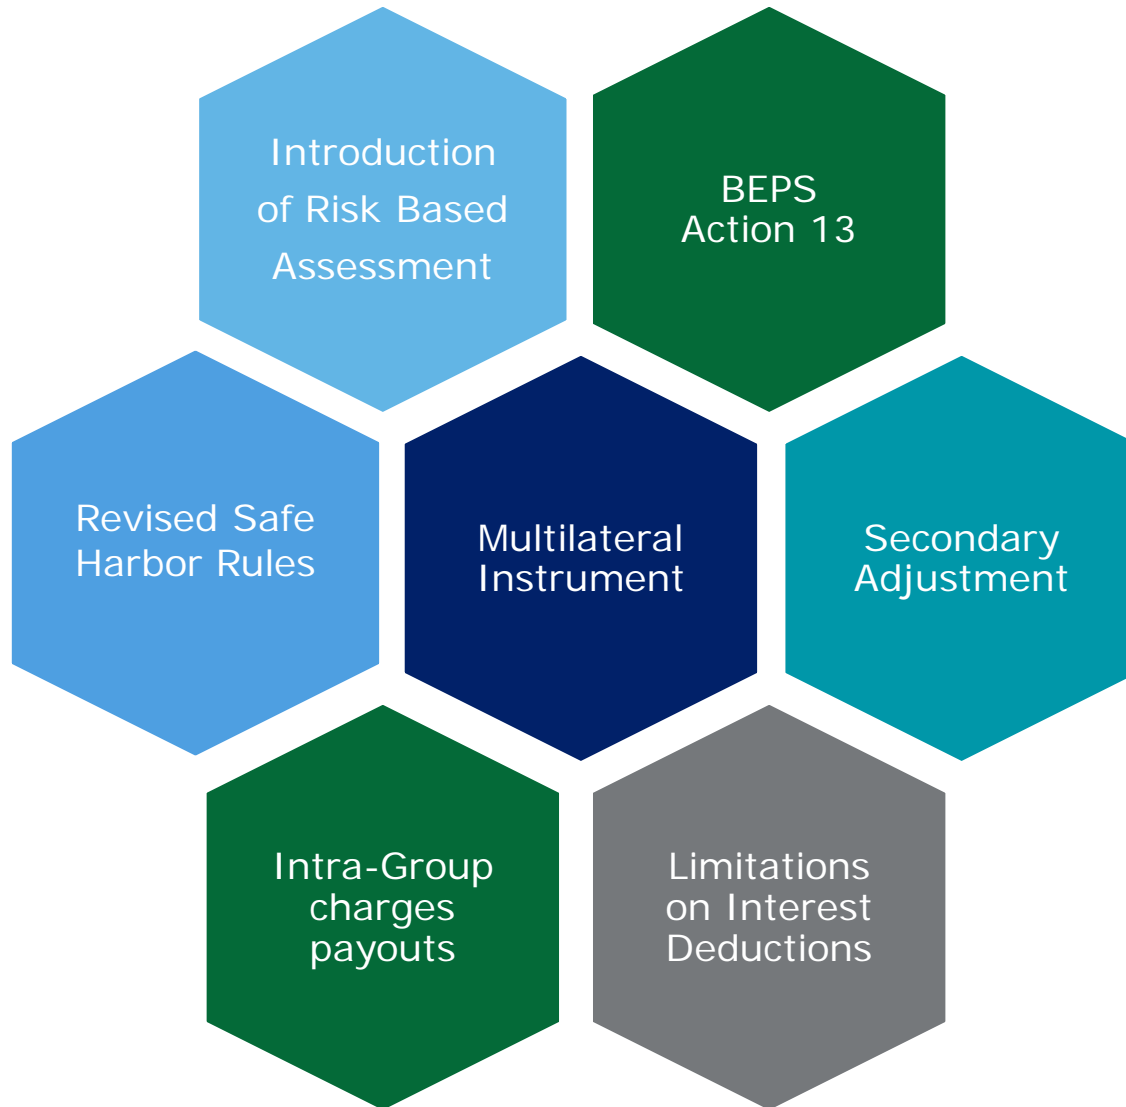 Introduction
of Risk Based
Assessment
BEPS
Action 13
Revised Safe
Harbor Rules
Multilateral
Instrument
Secondary
Adjustment
Intra-Group
charges
payouts
Limitations
on Interest
Deductions